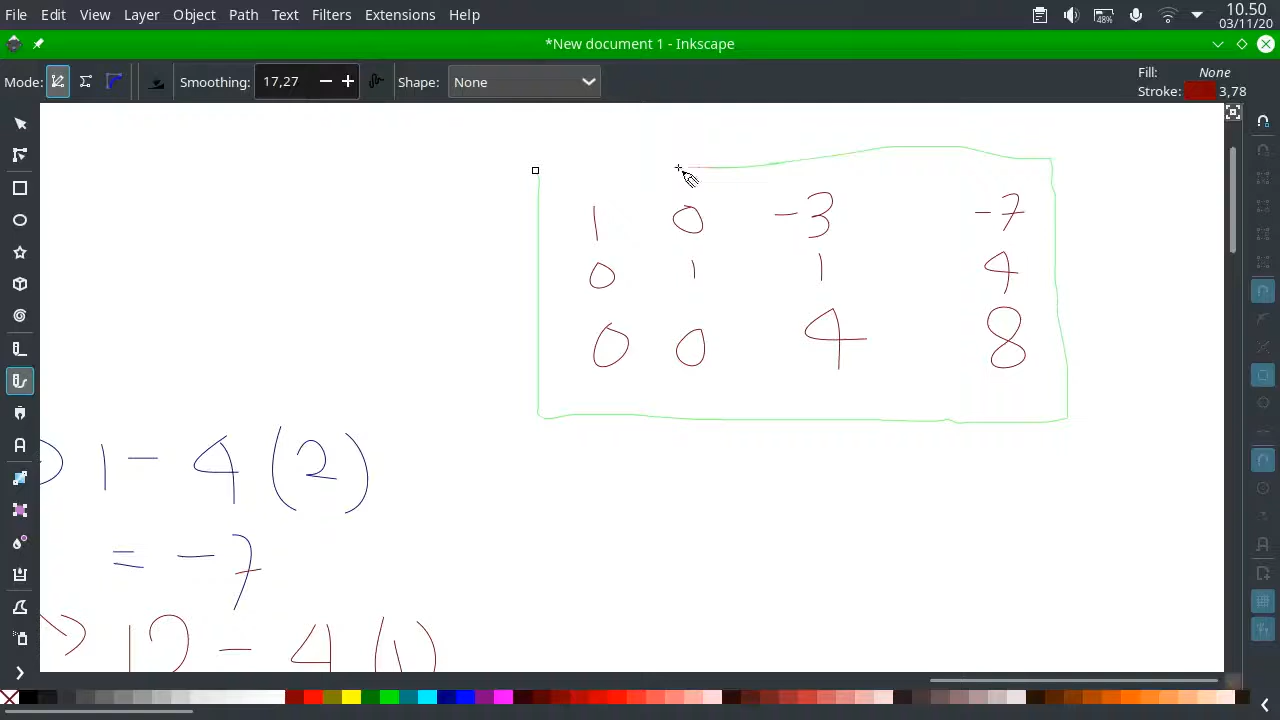 File Edit View Layer Object Path Text Filters Extensions Help
48%
10.50
03/11/20
*New document 1 - Inkscape
Mode: Smoothing: 17,27 Shape: None
Fill: None
Stroke: 3,78
1 0 -3 -7
0 1 1 4
0 0 4 8
1 - 4 (2)
= -7
- 4 (1)